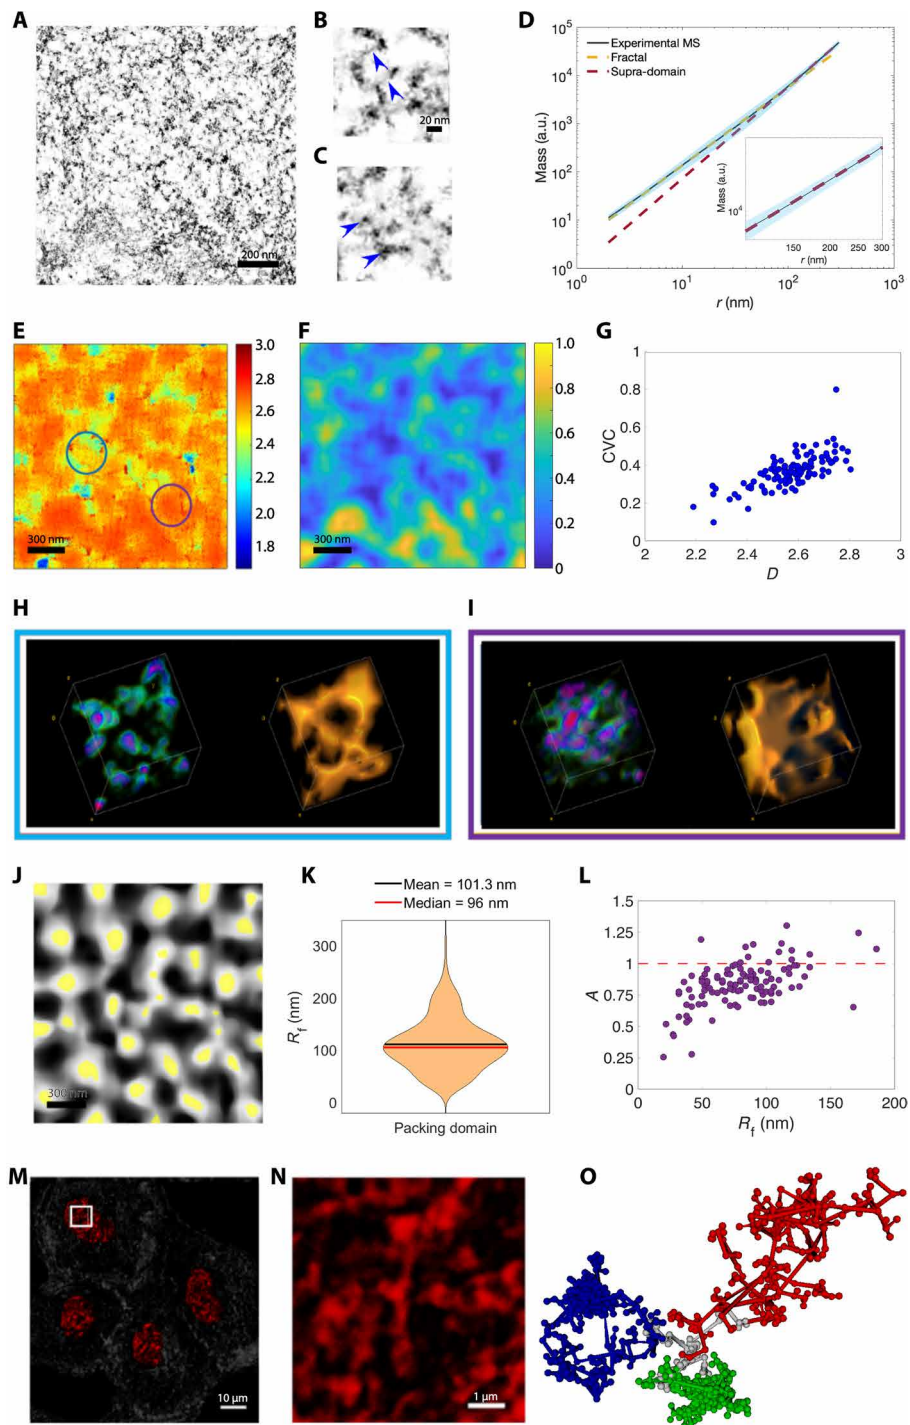 A
200 nm
B
20 nm
C
D
Experimental MS
Fractal
Supra-domain
Mass (a.u.)
10⁵
10⁴
10³
10²
10¹
10⁰
10⁰ 10¹ 10² 10³
r (nm)
Mass (a.u.)
10⁴
150 200 250 300
r (nm)
E
300 nm
3.0
2.8
2.6
2.4
2.2
2.0
1.8
F
300 nm
1.0
0.8
0.6
0.4
0.2
0
G
CVC
1
0.8
0.6
0.4
0.2
0
2 2.2 2.4 2.6 2.8 3
D
H
I
J
300 nm
K
Mean = 101.3 nm
Median = 96 nm
Rf (nm)
300
200
100
0
Packing domain
L
A
1.5
1.25
1
0.75
0.5
0.25
0
0 50 100 150 200
Rf (nm)
M
10 µm
N
1 µm
O